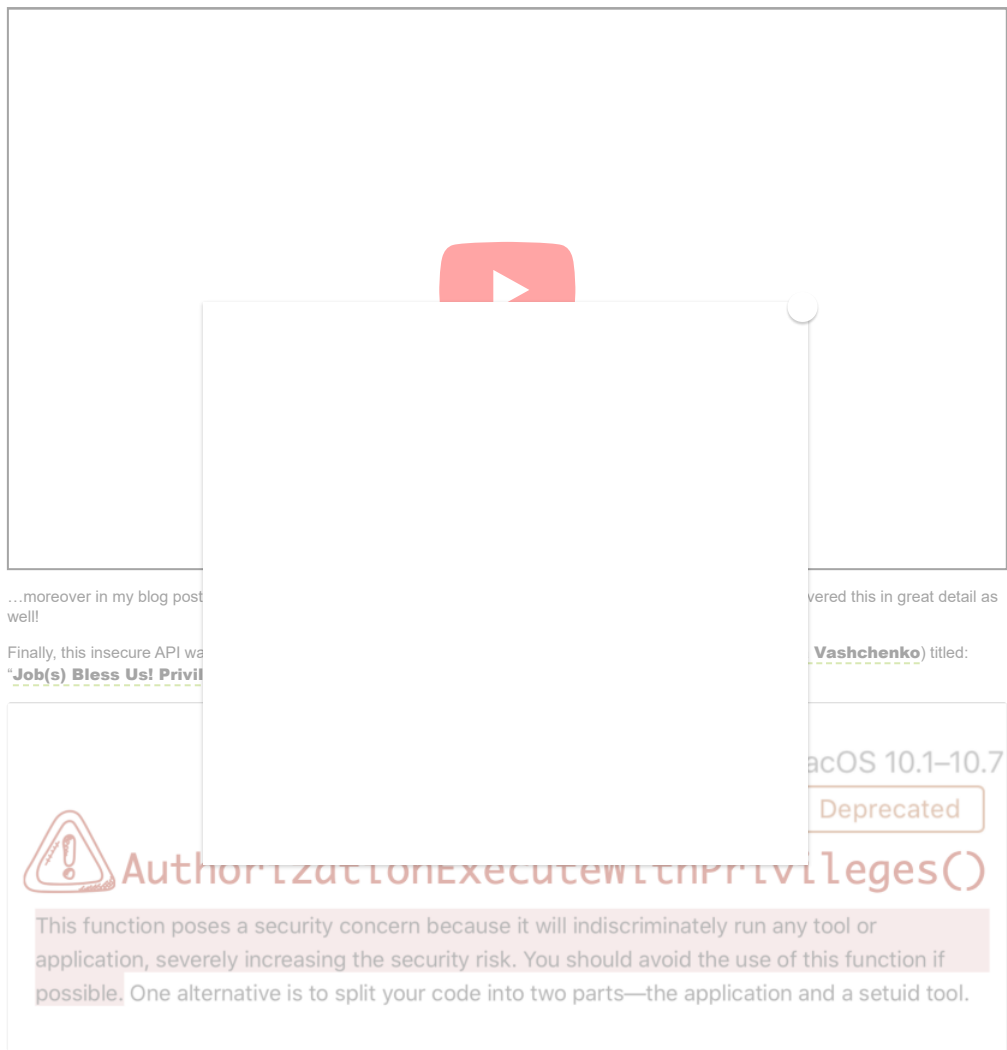 …moreover in my blog post vered this in great detail as
well!
Finally, this insecure API Vashchenko) titled:
“Job(s) Bless Us!
acOS 10.1–10.7
Deprecated
AuthorizationExecuteWithPrivileges()
This function poses a security concern because it will indiscriminately run any tool or
application, severely increasing the security risk. You should avoid the use of this function if
possible. One alternative is to split your code into two parts—the application and a setuid tool.